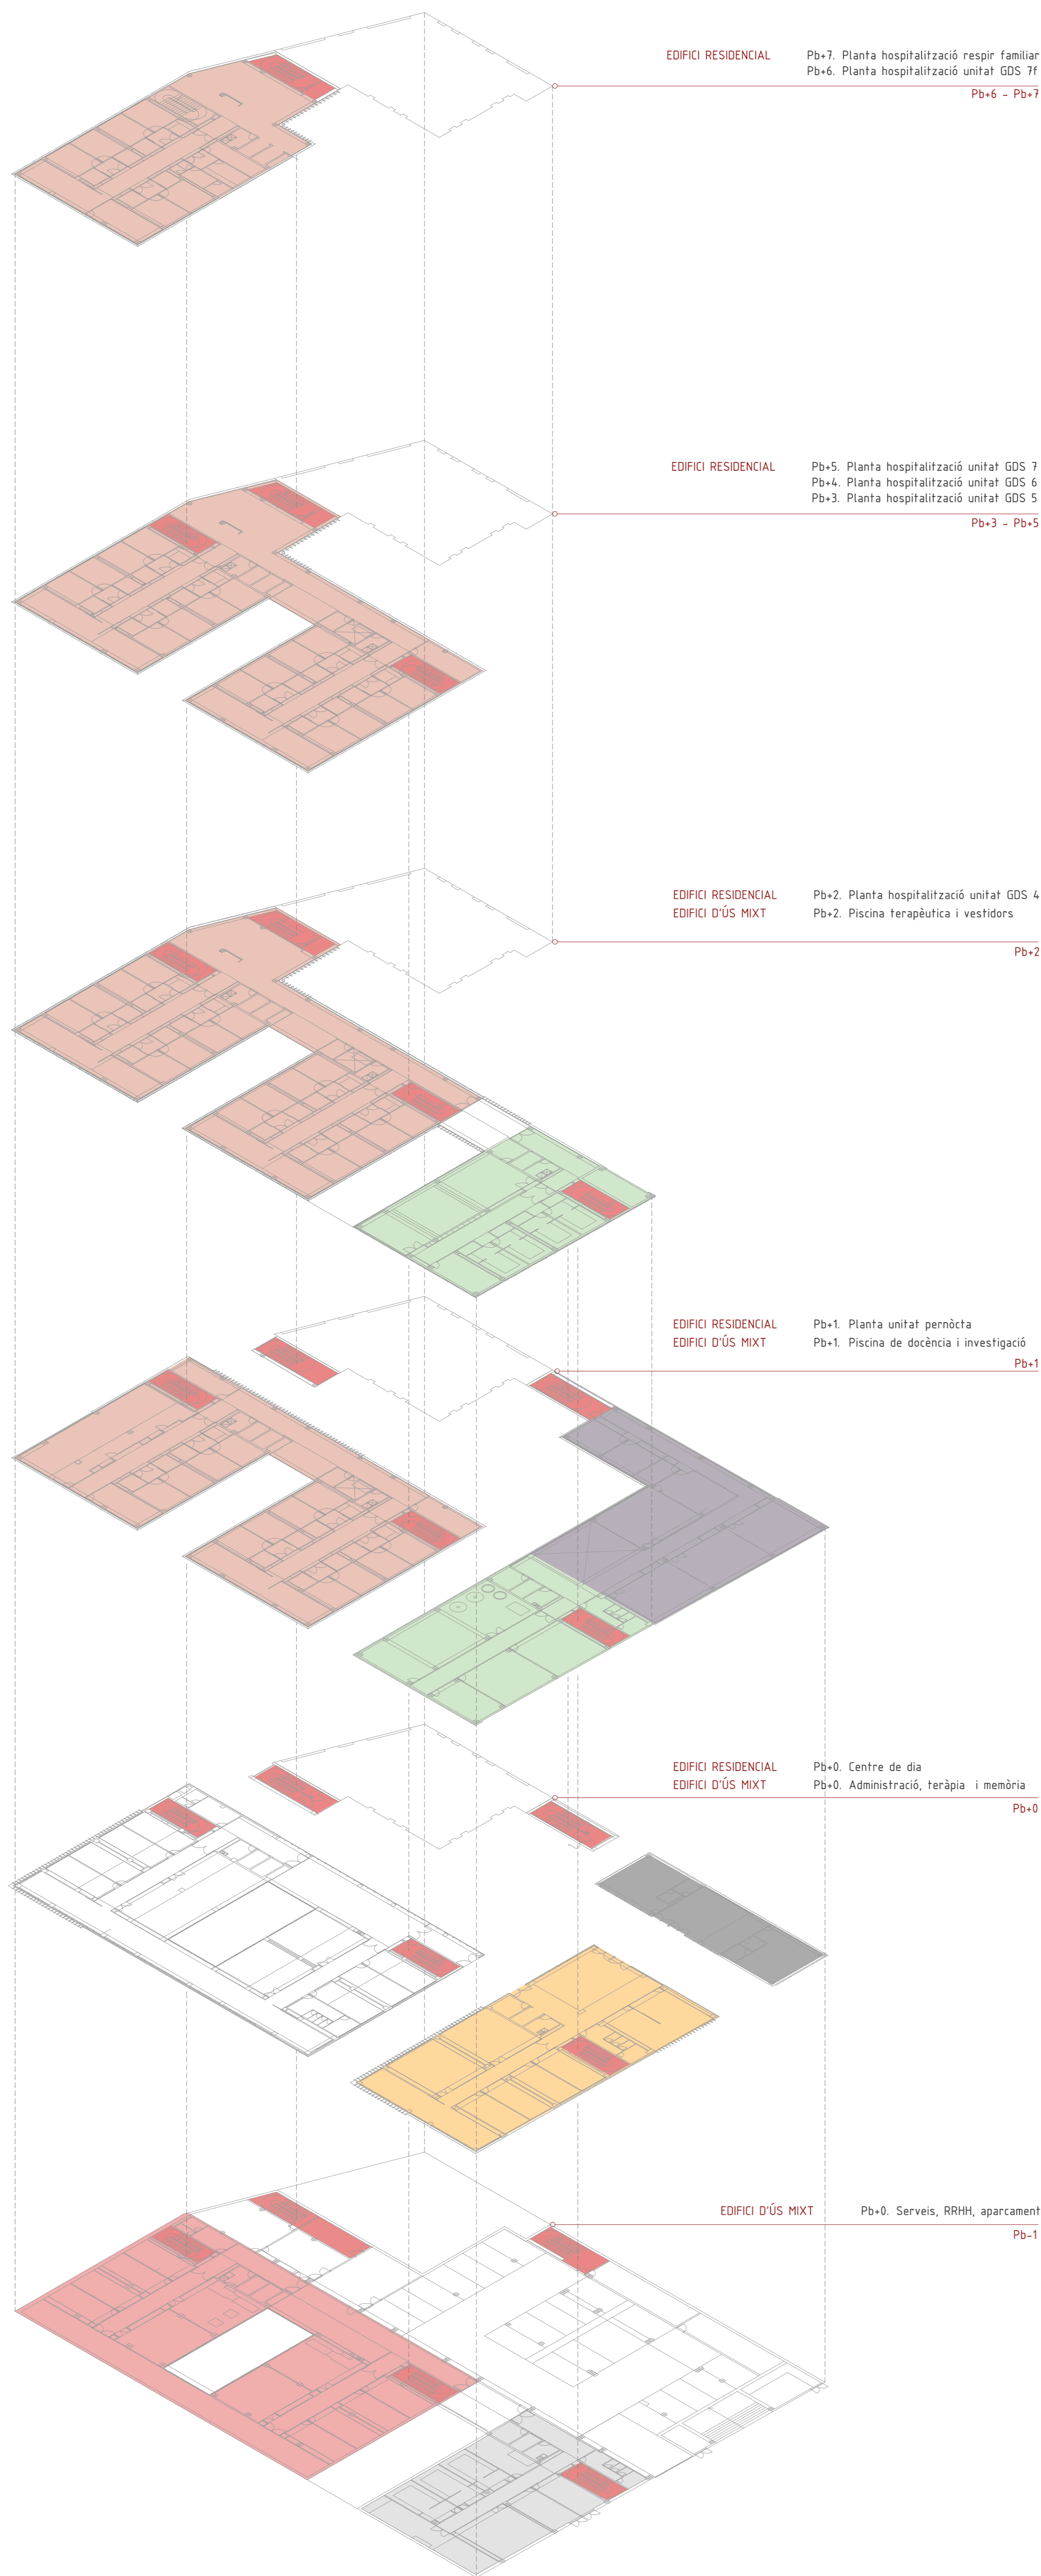 EDIFICI RESIDENCIAL Pb+7. Planta hospitalització respir familiar
Pb+6. Planta hospitalització unitat GDS 7f
Pb+6 - Pb+7
EDIFICI RESIDENCIAL Pb+5. Planta hospitalització unitat GDS 7
Pb+4. Planta hospitalització unitat GDS 6
Pb+3. Planta hospitalització unitat GDS 5
Pb+3 - Pb+5
EDIFICI RESIDENCIAL Pb+2. Planta hospitalització unitat GDS 4
EDIFICI D'ÚS MIXT Pb+2. Piscina terapèutica i vestidors
Pb+2
EDIFICI RESIDENCIAL Pb+1. Planta unitat pernòcta
EDIFICI D'ÚS MIXT Pb+1. Piscina de docència i investigació
Pb+1
EDIFICI RESIDENCIAL Pb+0. Centre de dia
EDIFICI D'ÚS MIXT Pb+0. Administració, teràpia i memòria
Pb+0
EDIFICI D'ÚS MIXT Pb+0. Serveis, RRHH, aparcament
Pb-1